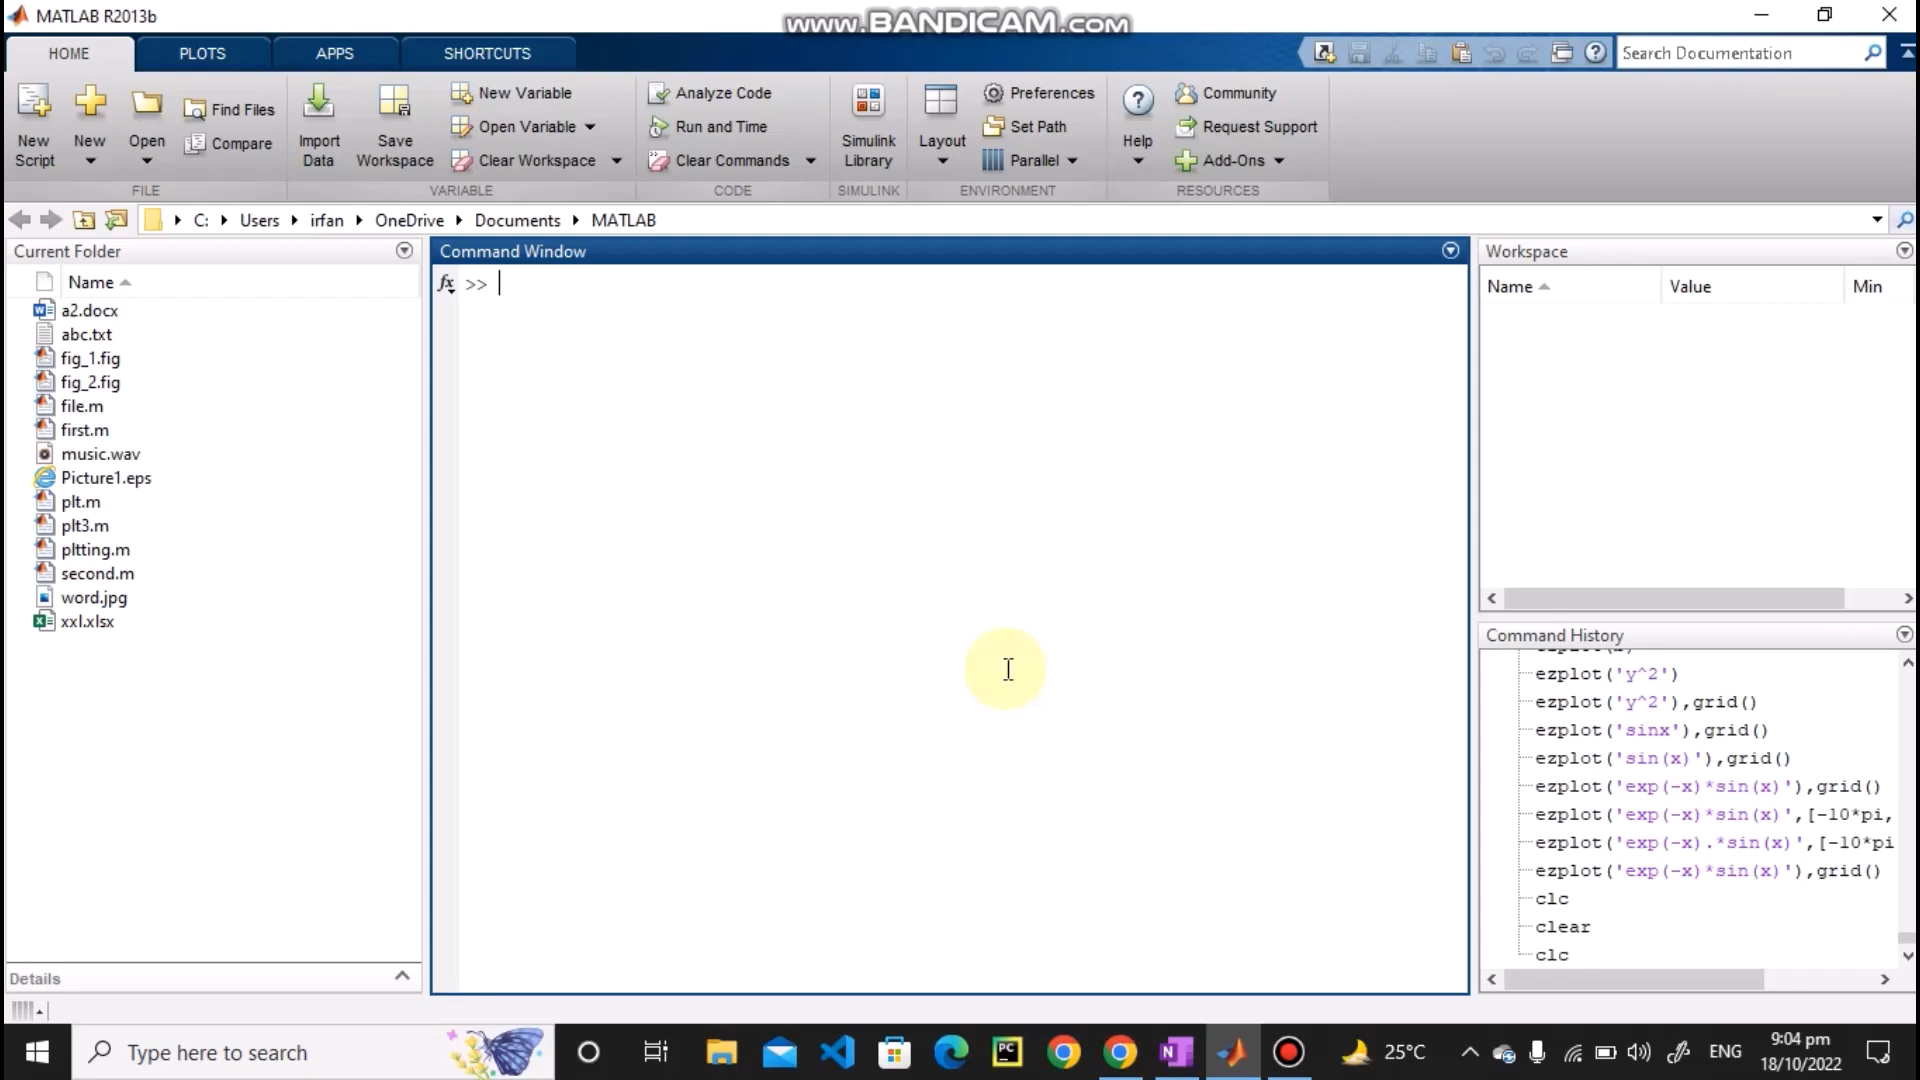 MATLAB R2013b
www.BANDICAM.com
HOME
PLOTS
APPS
SHORTCUTS
Search Documentation
New Script
New
Open
Find Files
Compare
Import Data
Save Workspace
New Variable
Open Variable
Clear Workspace
Analyze Code
Run and Time
Clear Commands
Simulink Library
Layout
Preferences
Set Path
Parallel
Help
Community
Request Support
Add-Ons
FILE
VARIABLE
CODE
SIMULINK
ENVIRONMENT
RESOURCES
C: Users irfan OneDrive Documents MATLAB
Current Folder
Name
a2.docx
abc.txt
fig_1.fig
fig_2.fig
file.m
first.m
music.wav
Picture1.eps
plt.m
plt3.m
pltting.m
second.m
word.jpg
xxl.xlsx
Details
Command Window
fx >>
Workspace
Name Value Min
Command History
ezplot('y^2')
ezplot('y^2'),grid()
ezplot('sinx'),grid()
ezplot('sin(x)'),grid()
ezplot('exp(-x)*sin(x)'),grid()
ezplot('exp(-x)*sin(x)',[-10*pi,
ezplot('exp(-x).*sin(x)',[-10*pi
ezplot('exp(-x)*sin(x)'),grid()
clc
clear
clc
Type here to search
PC
N
25°C
ENG
9:04 pm
18/10/2022